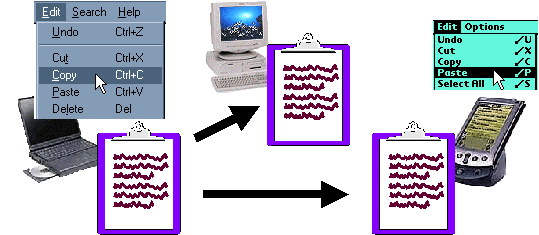 Edit Search Help
Undo Ctrl+Z
Cut Ctrl+X
Copy Ctrl+C
Paste Ctrl+V
Delete Del
Edit Options
Undo ⁄U
Cut ⁄X
Copy ⁄C
Paste ⁄P
Select All ⁄S